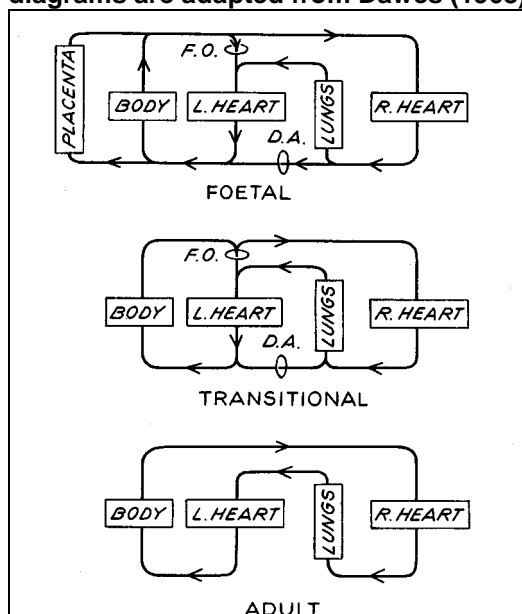 diagrams are adapted from Dawes (1968)
F.O.
PLACENTA
BODY
L. HEART
LUNGS
R. HEART
D.A.
FOETAL
F.O.
BODY
L. HEART
LUNGS
R. HEART
D.A.
TRANSITIONAL
BODY
L. HEART
LUNGS
R. HEART
ADULT